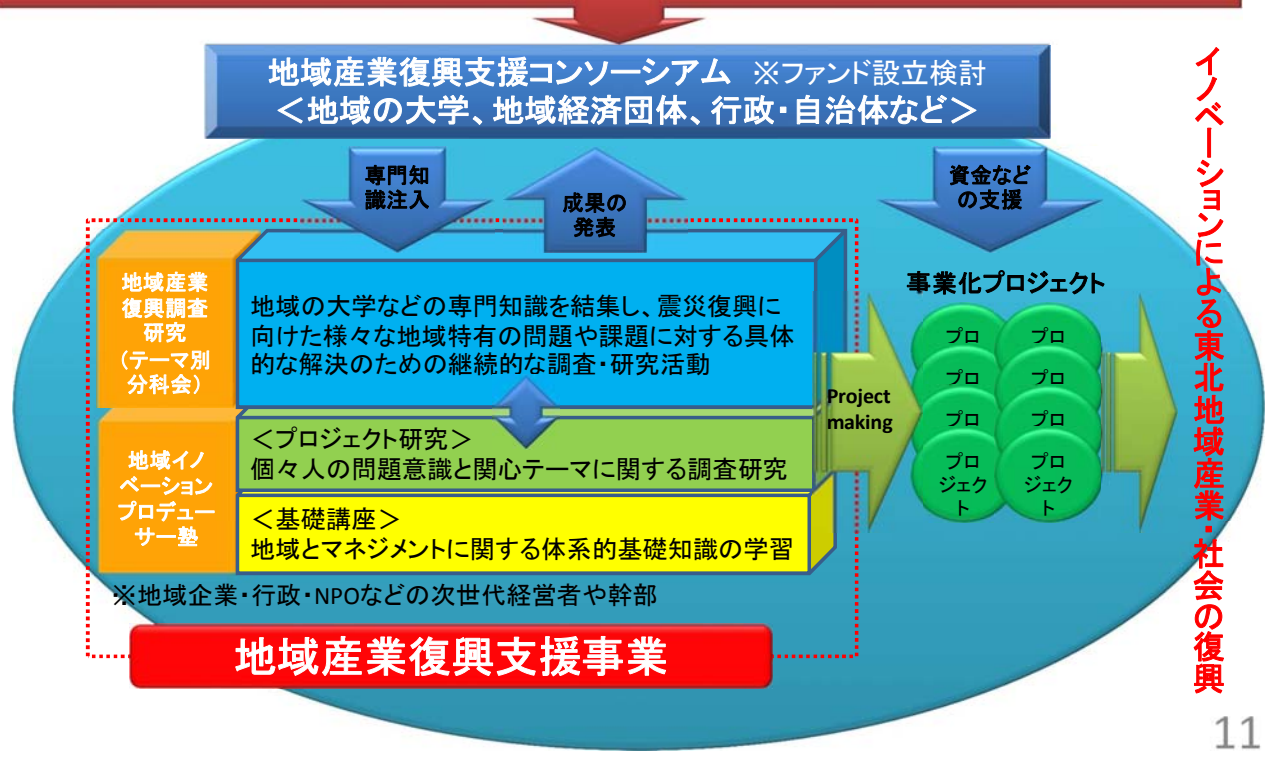 地域産業復興支援コンソーシアム ※ファンド設立検討
＜地域の大学、地域経済団体、行政・自治体など＞
専門知
識注入
成果の
発表
資金など
の支援
地域産業
復興調査
研究
（テーマ別
分科会）
地域の大学などの専門知識を結集し、震災復興に
向けた様々な地域特有の問題や課題に対する具体
的な解決のための継続的な調査・研究活動
地域イノ
ベーション
プロデュー
サー塾
＜プロジェクト研究＞
個々人の問題意識と関心テーマに関する調査研究
＜基礎講座＞
地域とマネジメントに関する体系的基礎知識の学習
※地域企業・行政・NPOなどの次世代経営者や幹部
地域産業復興支援事業
Project
making
事業化プロジェクト
プロ
プロ
プロ
プロ
プロ
プロ
プロ
ジェク
ト
プロ
ジェク
ト
イノベーションによる東北地域産業・社会の復興
11